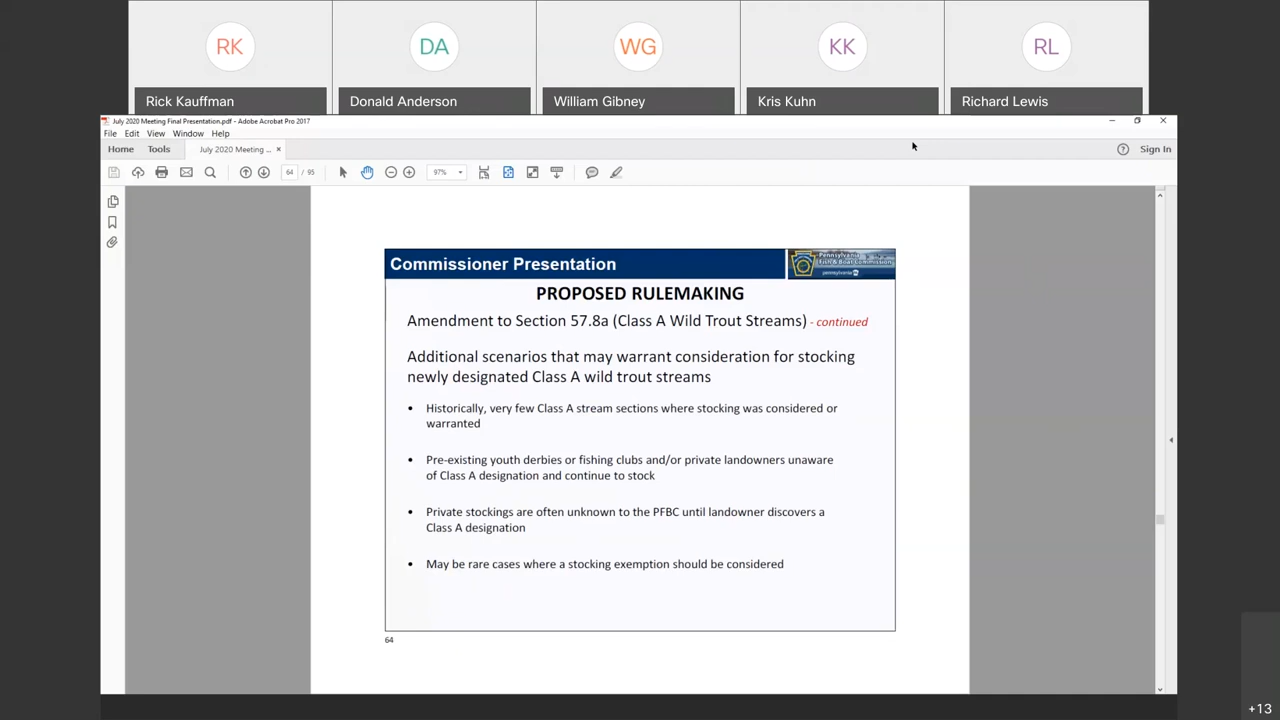 RK
DA
WG
KK
RL
Rick Kauffman
Donald Anderson
William Gibney
Kris Kuhn
Richard Lewis
July 2020 Meeting Final Presentation.pdf - Adobe Acrobat Pro 2017
File Edit View Window Help
Home Tools July 2020 Meeting ... ×
Sign In
64 / 95 97%
Commissioner Presentation
Pennsylvania
Fish & Boat Commission
pennsylvania
PROPOSED RULEMAKING
Amendment to Section 57.8a (Class A Wild Trout Streams) - continued
Additional scenarios that may warrant consideration for stocking
newly designated Class A wild trout streams
• Historically, very few Class A stream sections where stocking was considered or
warranted
• Pre-existing youth derbies or fishing clubs and/or private landowners unaware
of Class A designation and continue to stock
• Private stockings are often unknown to the PFBC until landowner discovers a
Class A designation
• May be rare cases where a stocking exemption should be considered
64
+13